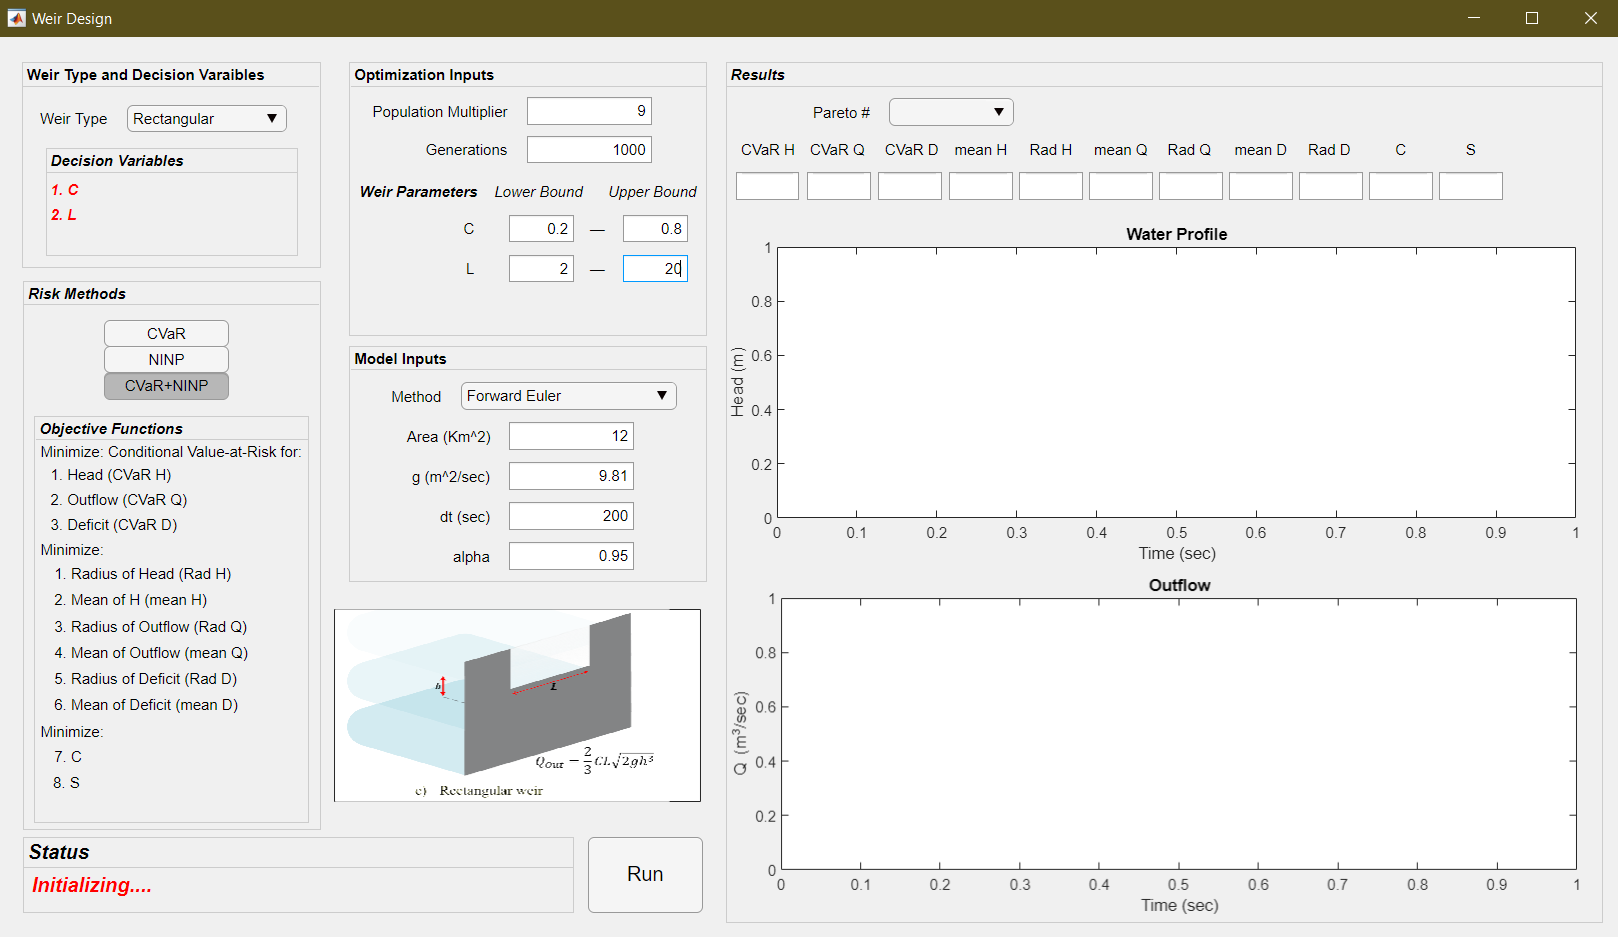 Weir Design
Weir Type and Decision Varaibles
Weir Type Rectangular
Decision Variables
1. C
2. L
Risk Methods
CVaR
NINP
CVaR+NINP
Objective Functions
Minimize: Conditional Value-at-Risk for:
1. Head (CVaR H)
2. Outflow (CVaR Q)
3. Deficit (CVaR D)
Minimize:
1. Radius of Head (Rad H)
2. Mean of H (mean H)
3. Radius of Outflow (Rad Q)
4. Mean of Outflow (mean Q)
5. Radius of Deficit (Rad D)
6. Mean of Deficit (mean D)
Minimize:
7. C
8. S
Status
Initializing....
Optimization Inputs
Population Multiplier 9
Generations 1000
Weir Parameters Lower Bound Upper Bound
C 0.2 — 0.8
L 2 — 20
Model Inputs
Method Forward Euler
Area (Km^2) 12
g (m^2/sec) 9.81
dt (sec) 200
alpha 0.95
h
L
Q_Out = 2/3 CL√2gh³
c) Rectangular weir
Run
Results
Pareto #
CVaR H CVaR Q CVaR D mean H Rad H mean Q Rad Q mean D Rad D C S
Water Profile
Head (m)
1
0.8
0.6
0.4
0.2
0
0 0.1 0.2 0.3 0.4 0.5 0.6 0.7 0.8 0.9 1
Time (sec)
Outflow
Q (m³/sec)
1
0.8
0.6
0.4
0.2
0
0 0.1 0.2 0.3 0.4 0.5 0.6 0.7 0.8 0.9 1
Time (sec)